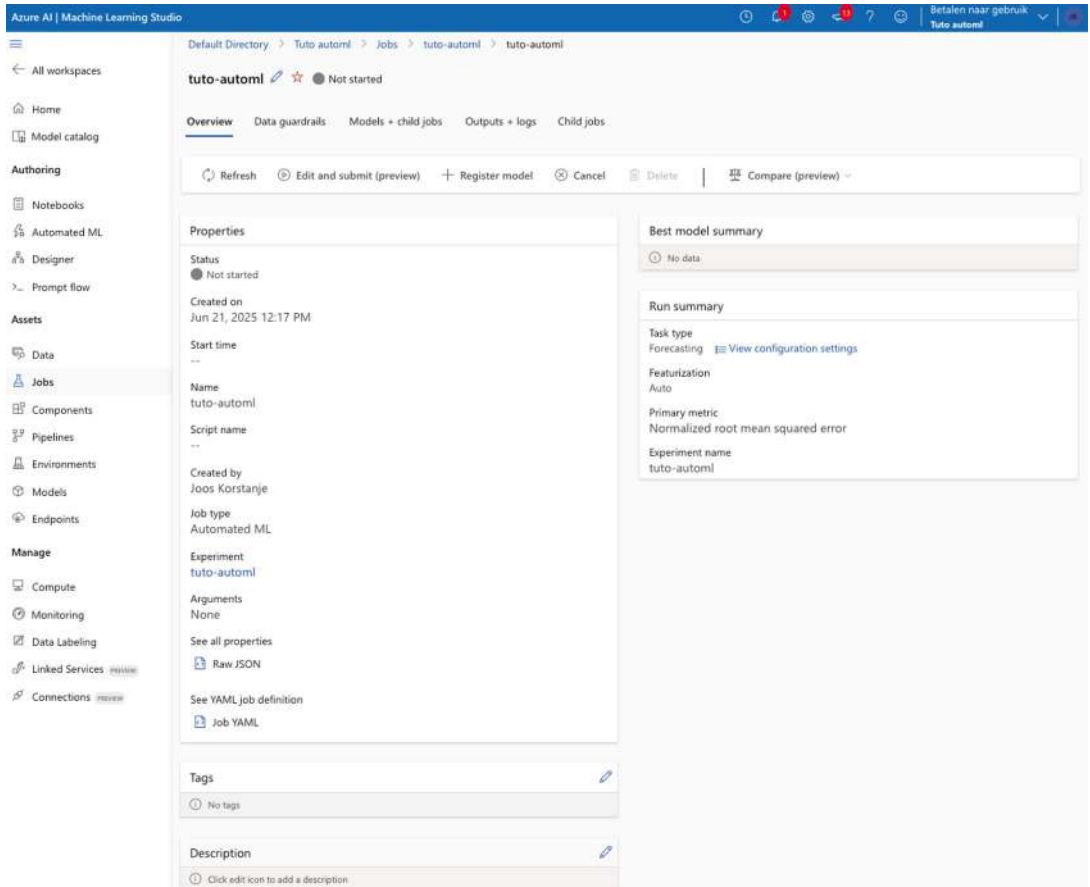 Azure AI | Machine Learning Studio
1
13
Betalen naar gebruik
Tuto automl
All workspaces
Home
Model catalog
Authoring
Notebooks
Automated ML
Designer
Prompt flow
Assets
Data
Jobs
Components
Pipelines
Environments
Models
Endpoints
Manage
Compute
Monitoring
Data Labeling
Linked Services PREVIEW
Connections PREVIEW
Default Directory > Tuto automl > Jobs > tuto-automl > tuto-automl
tuto-automl Not started
Overview Data guardrails Models + child jobs Outputs + logs Child jobs
Refresh Edit and submit (preview) Register model Cancel Delete Compare (preview)
Properties
Status
Not started
Created on
Jun 21, 2025 12:17 PM
Start time
--
Name
tuto-automl
Script name
--
Created by
Joos Korstanje
Job type
Automated ML
Experiment
tuto-automl
Arguments
None
See all properties
Raw JSON
See YAML job definition
Job YAML
Tags
No tags
Description
Click edit icon to add a description
Best model summary
No data
Run summary
Task type
Forecasting View configuration settings
Featurization
Auto
Primary metric
Normalized root mean squared error
Experiment name
tuto-automl